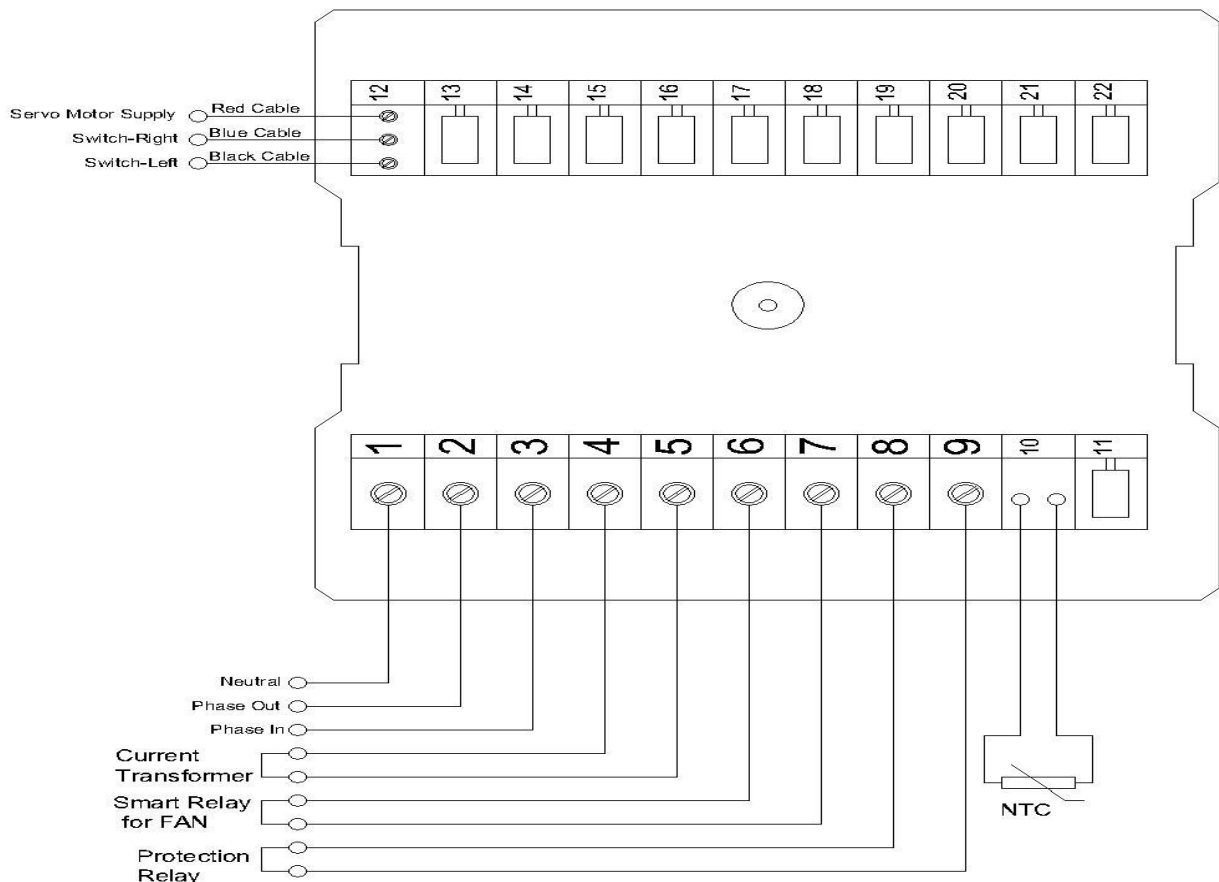 12 13 14 15 16 17 18 19 20 21 22
Servo Motor Supply Red Cable
Switch-Right Blue Cable
Switch-Left Black Cable
1 2 3 4 5 6 7 8 9 10 11
Neutral
Phase Out
Phase In
Current
Transformer
Smart Relay
for FAN
NTC
Protection
Relay